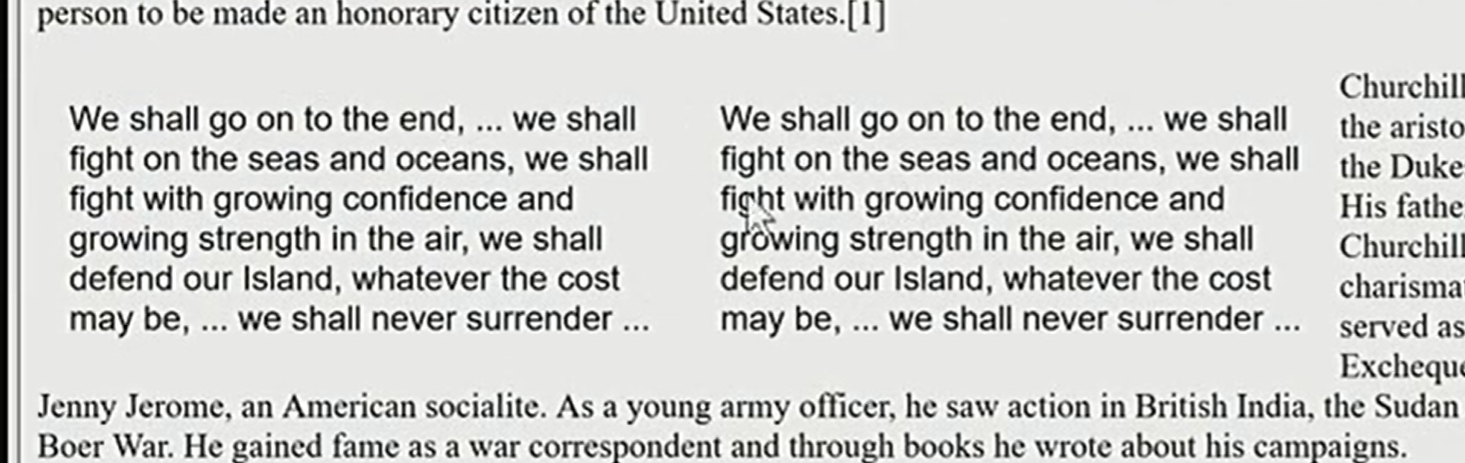 person to be made an honorary citizen of the United States.[1]
We shall go on to the end, ... we shall
fight on the seas and oceans, we shall
fight with growing confidence and
growing strength in the air, we shall
defend our Island, whatever the cost
may be, ... we shall never surrender ...
We shall go on to the end, ... we shall
fight on the seas and oceans, we shall
fight with growing confidence and
growing strength in the air, we shall
defend our Island, whatever the cost
may be, ... we shall never surrender ...
Churchill
the
the Duke
His
Churchill
served as
Jenny Jerome, an American socialite. As a young army officer, he saw action in British India, the Sudan
Boer War. He gained fame as a war correspondent and through books he wrote about his campaigns.